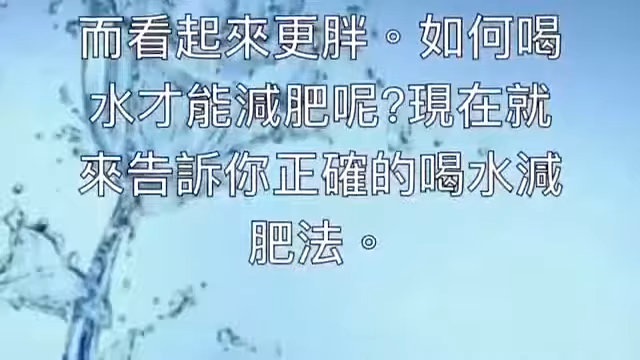 而看起來更胖。如何喝
水才能減肥呢?現在就
來告訴你正確的喝水減
肥法。